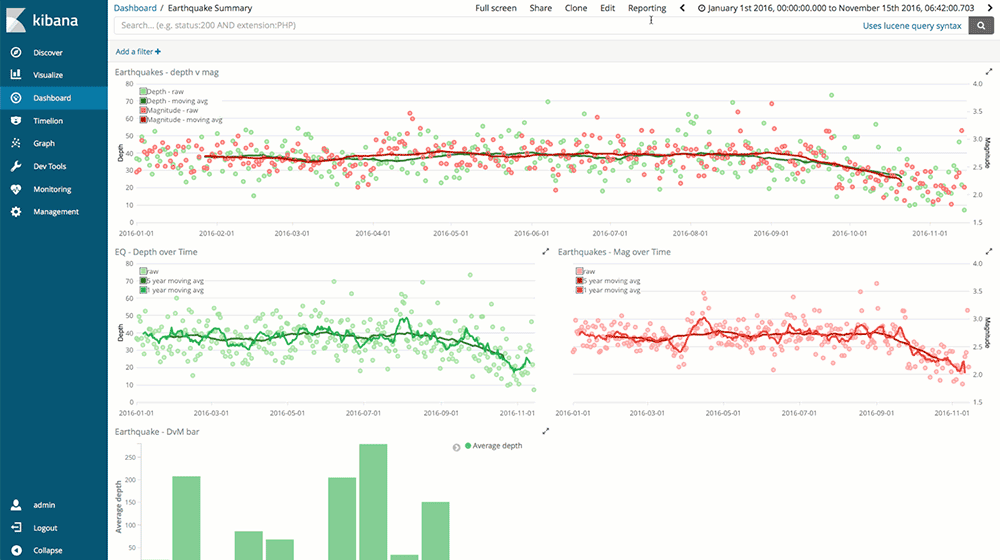 kibana
Discover
Visualize
Dashboard
Timelion
Graph
Dev Tools
Monitoring
Management
admin
Logout
Collapse
Dashboard / Earthquake Summary
Full screen Share Clone Edit Reporting January 1st 2016, 00:00:00.000 to November 15th 2016, 06:42:00.703
Search... (e.g. status:200 AND extension:PHP) Uses lucene query syntax
Add a filter +
Earthquakes - depth v mag
Depth - raw
Depth - moving avg
Magnitude - raw
Magnitude - moving avg
Depth
80
70
60
50
40
30
20
10
0
4.0
3.5
3.0
2.5
2.0
1.5
Magnitude
2016-01-01 2016-02-01 2016-03-01 2016-04-01 2016-05-01 2016-06-01 2016-07-01 2016-08-01 2016-09-01 2016-10-01 2016-11-01
EQ - Depth over Time
raw
5 year moving avg
1 year moving avg
Depth
80
70
60
50
40
30
20
10
0
2016-01-01 2016-03-01 2016-05-01 2016-07-01 2016-09-01 2016-11-01
Earthquakes - Mag over Time
raw
5 year moving avg
1 year moving avg
4.0
3.5
3.0
2.5
2.0
1.5
Magnitude
2016-01-01 2016-03-01 2016-05-01 2016-07-01 2016-09-01 2016-11-01
Earthquake - DvM bar
Average depth
Average depth
250
200
150
100
50